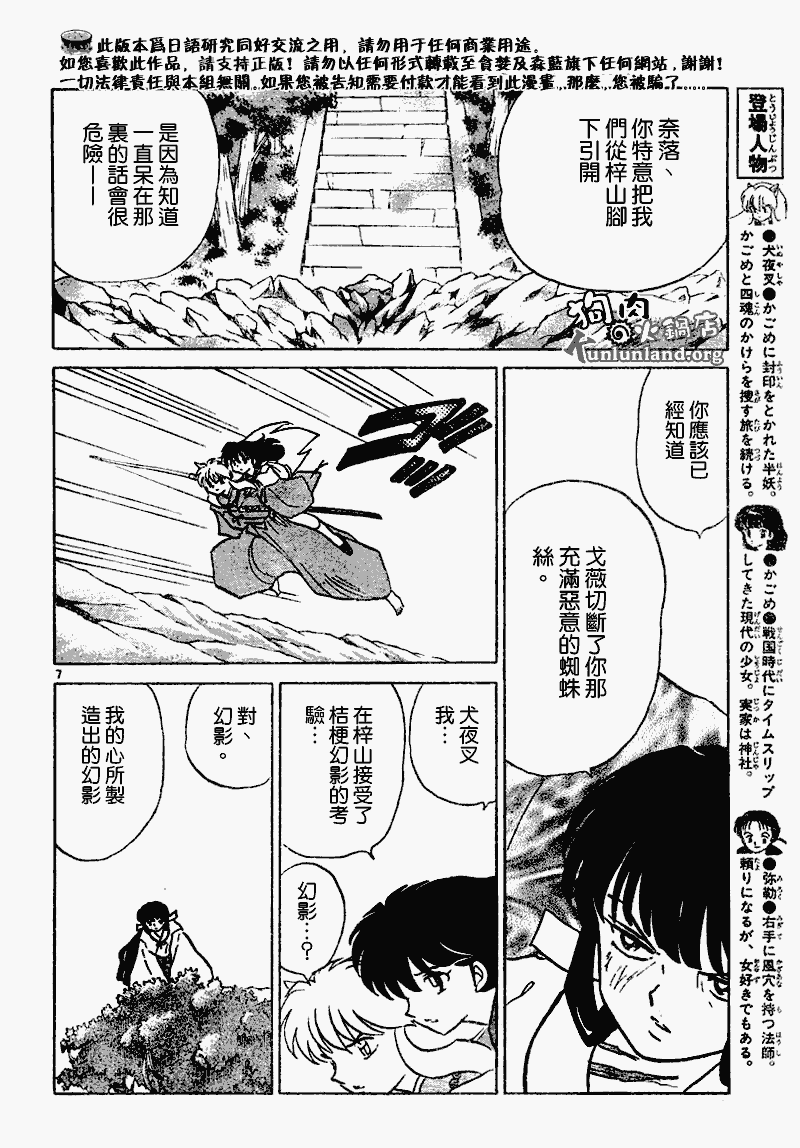 此版本爲日語研究同好交流之用，請勿用于任何商業用途。
如您喜歡此作品，請支持正版！請勿以任何形式轉載至貪婪及森藍旗下任何網站，謝謝！
一切法律責任與本組無關。如果您被告知需要付款才能看到此漫畫，那麼，您被騙了……
登場人物
とうじょうじんぶつ
●犬夜叉●かごめに封印をとかれた半妖。
かごめと四魂のかけらを捜す旅を続ける。
●かごめ●戦国時代にタイムスリップ
してきた現代の少女。実家は神社。
●弥勒●右手に風穴を持つ法師。
頼りになるが、女好きでもある。
奈落、
你特意把我
們從梓山腳
下引開
是因為知道
一直呆在那
裏的話會很
危險——
狗肉の火鍋店
Kunlunland.org
你應該已
經知道
戈薇切斷了你那
充滿惡意的蜘蛛
絲。
7
犬夜叉
我…
在梓山接受了
桔梗幻影的考
驗…
幻影…?
對、
幻影。
我的心所製
造出的幻影